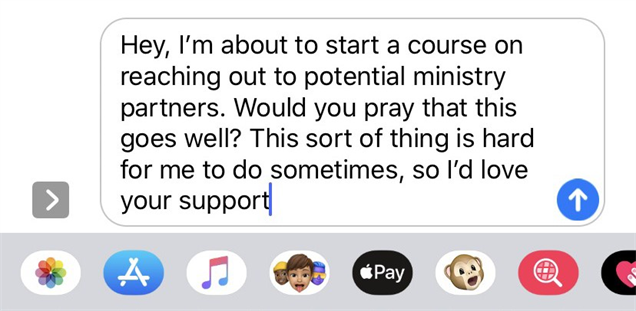 Hey, I’m about to start a course on
reaching out to potential ministry
partners. Would you pray that this
goes well? This sort of thing is hard
for me to do sometimes, so I’d love
your support
Pay